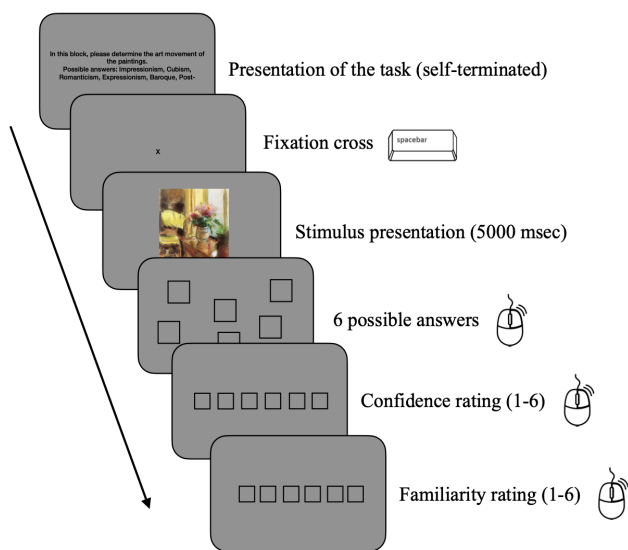 In this block, please determine the art movement of
the paintings.
Possible answers: Impressionism, Cubism,
Romanticism, Expressionism, Baroque, Post-
Presentation of the task (self-terminated)
x
Fixation cross
spacebar
Stimulus presentation (5000 msec)
6 possible answers
Confidence rating (1-6)
Familiarity rating (1-6)